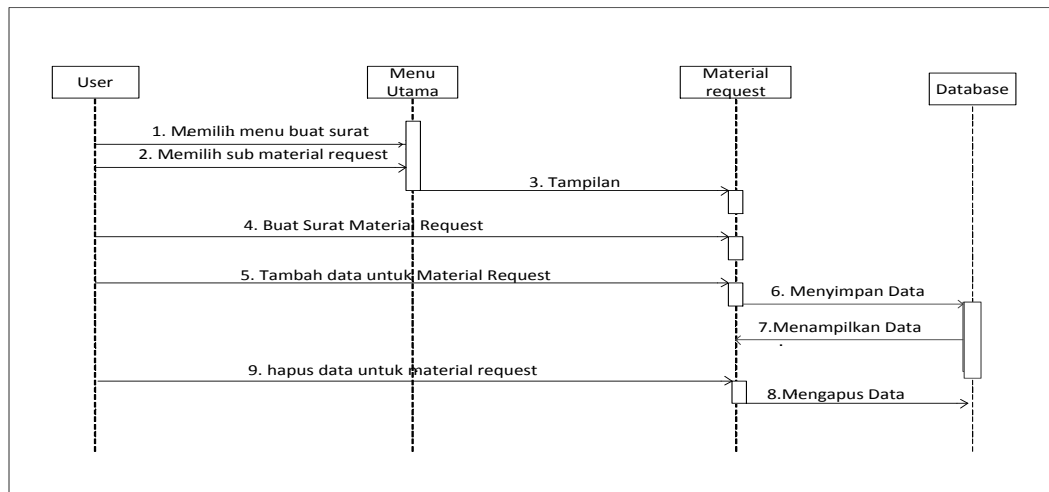 User
Menu
Utama
Material
request
Database
1. Memilih menu buat surat
2. Memilih sub material request
3. Tampilan
4. Buat Surat Material Request
5. Tambah data untuk Material Request
6. Menyimpan Data
7.Menampilkan Data
9. hapus data untuk material request
8.Mengapus Data